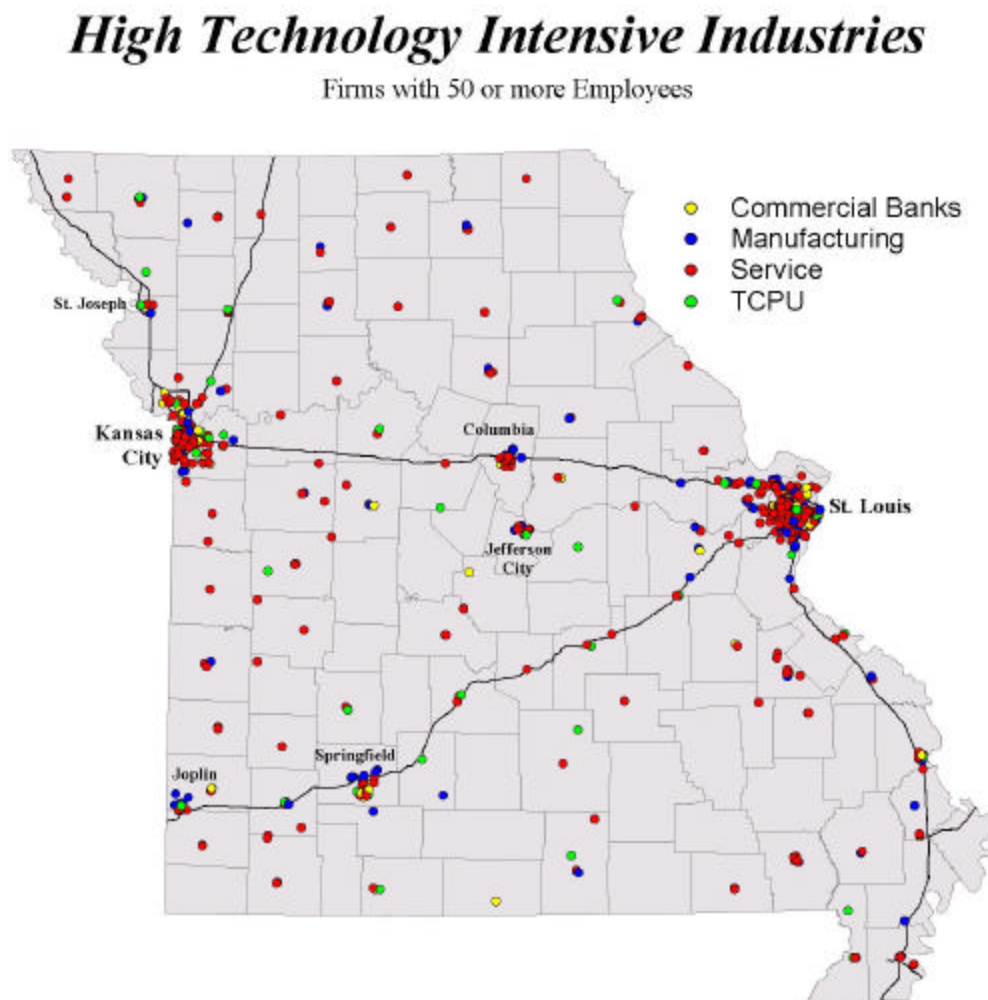 High Technology Intensive Industries
Firms with 50 or more Employees
Commercial Banks
Manufacturing
Service
TCPU
St. Joseph
Kansas
City
Columbia
St. Louis
Jefferson
City
Springfield
Joplin